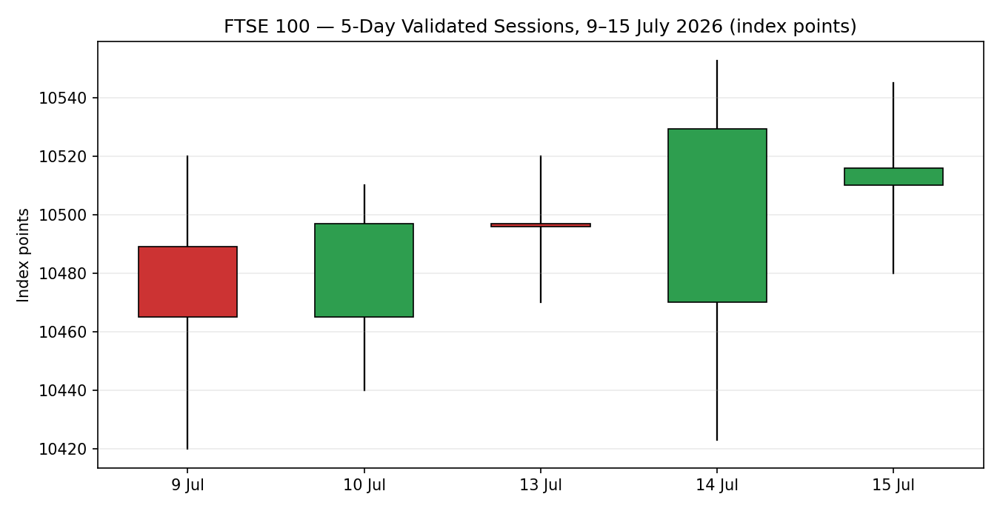 FTSE 100 — 5-Day Validated Sessions, 9–15 July 2026 (index points)
Index points
10540
10520
10500
10480
10460
10440
10420
9 Jul
10 Jul
13 Jul
14 Jul
15 Jul